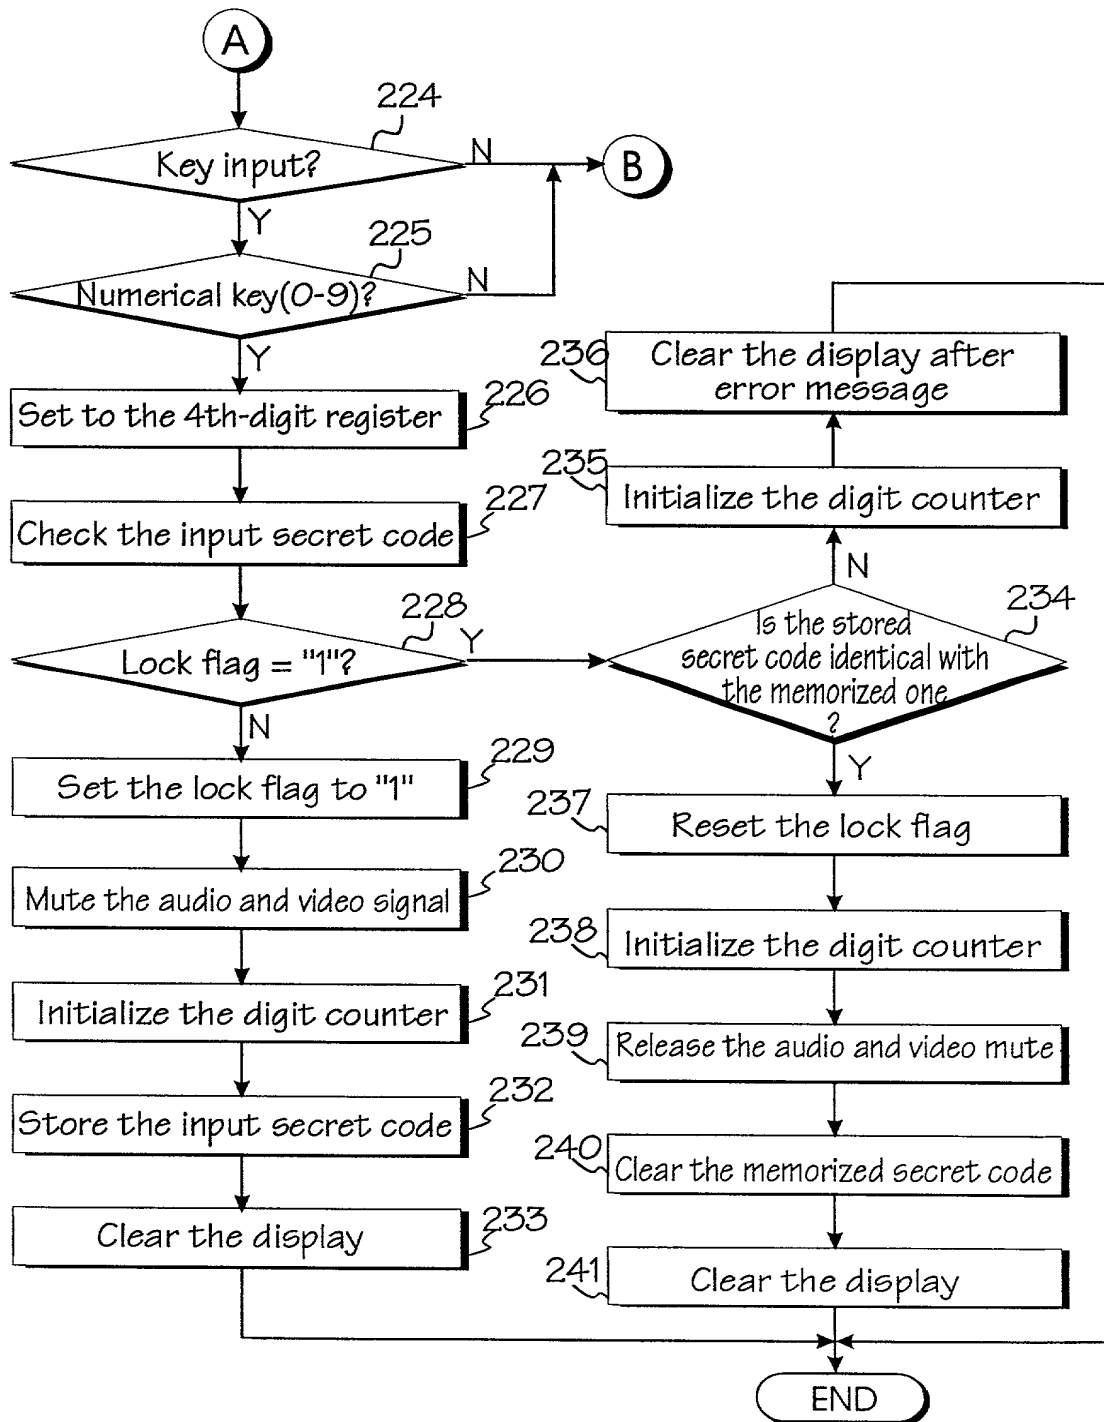 A
224
Key input?
N
B
Y
225
Numerical key(0-9)?
N
Y
Set to the 4th-digit register
226
Check the input secret code
227
228
Lock flag = "1"?
Y
N
Set the lock flag to "1"
229
Mute the audio and video signal
230
Initialize the digit counter
231
Store the input secret code
232
Clear the display
233
236
Clear the display after
error message
235
Initialize the digit counter
N
234
Is the stored
secret code identical with
the memorized one
?
Y
237
Reset the lock flag
238
Initialize the digit counter
239
Release the audio and video mute
240
Clear the memorized secret code
241
Clear the display
END